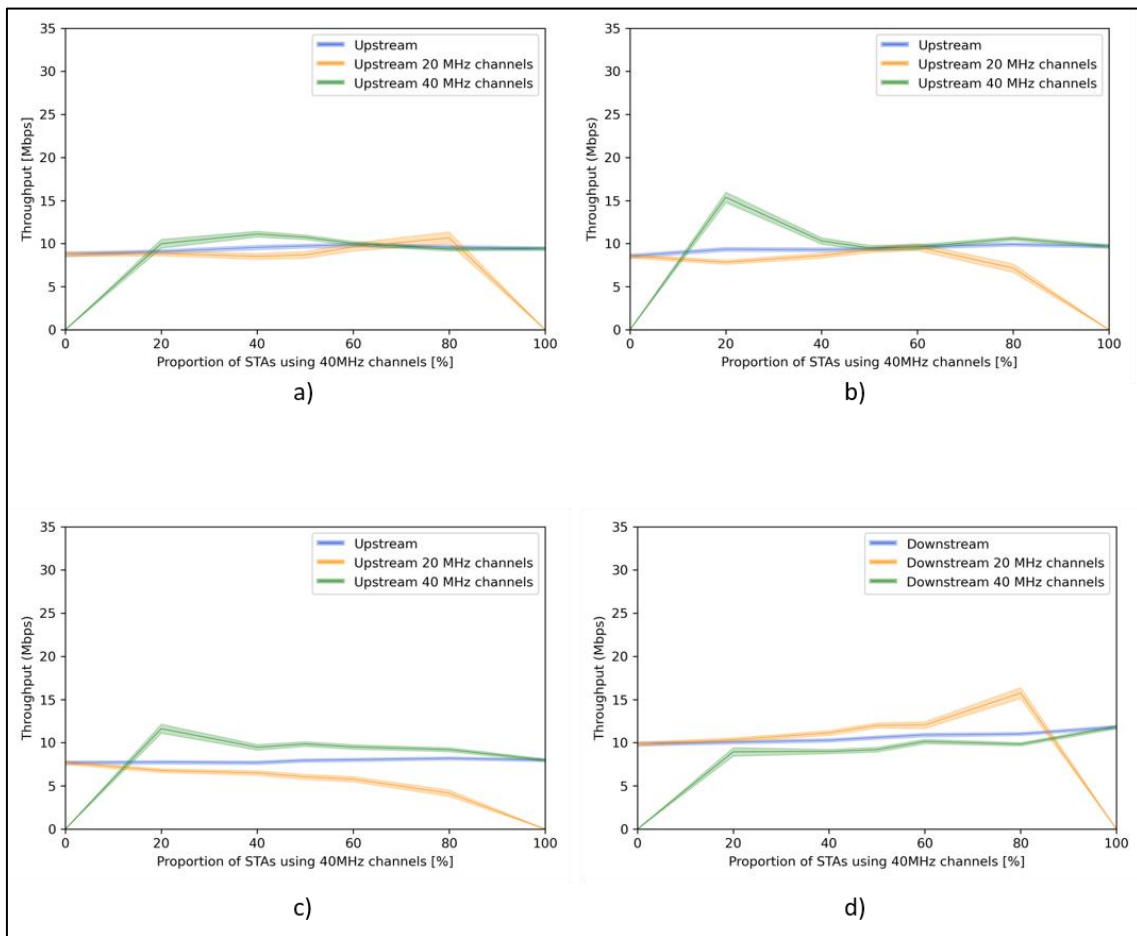 35
30
25
20
15
10
5
0
Throughput [Mbps]
Upstream
Upstream 20 MHz channels
Upstream 40 MHz channels
0 20 40 60 80 100
Proportion of STAs using 40MHz channels [%]
a)
35
30
25
20
15
10
5
0
Throughput (Mbps)
Upstream
Upstream 20 MHz channels
Upstream 40 MHz channels
0 20 40 60 80 100
Proportion of STAs using 40MHz channels [%]
b)
35
30
25
20
15
10
5
0
Throughput (Mbps)
Upstream
Upstream 20 MHz channels
Upstream 40 MHz channels
0 20 40 60 80 100
Proportion of STAs using 40MHz channels [%]
c)
35
30
25
20
15
10
5
0
Throughput (Mbps)
Downstream
Downstream 20 MHz channels
Downstream 40 MHz channels
0 20 40 60 80 100
Proportion of STAs using 40MHz channels [%]
d)